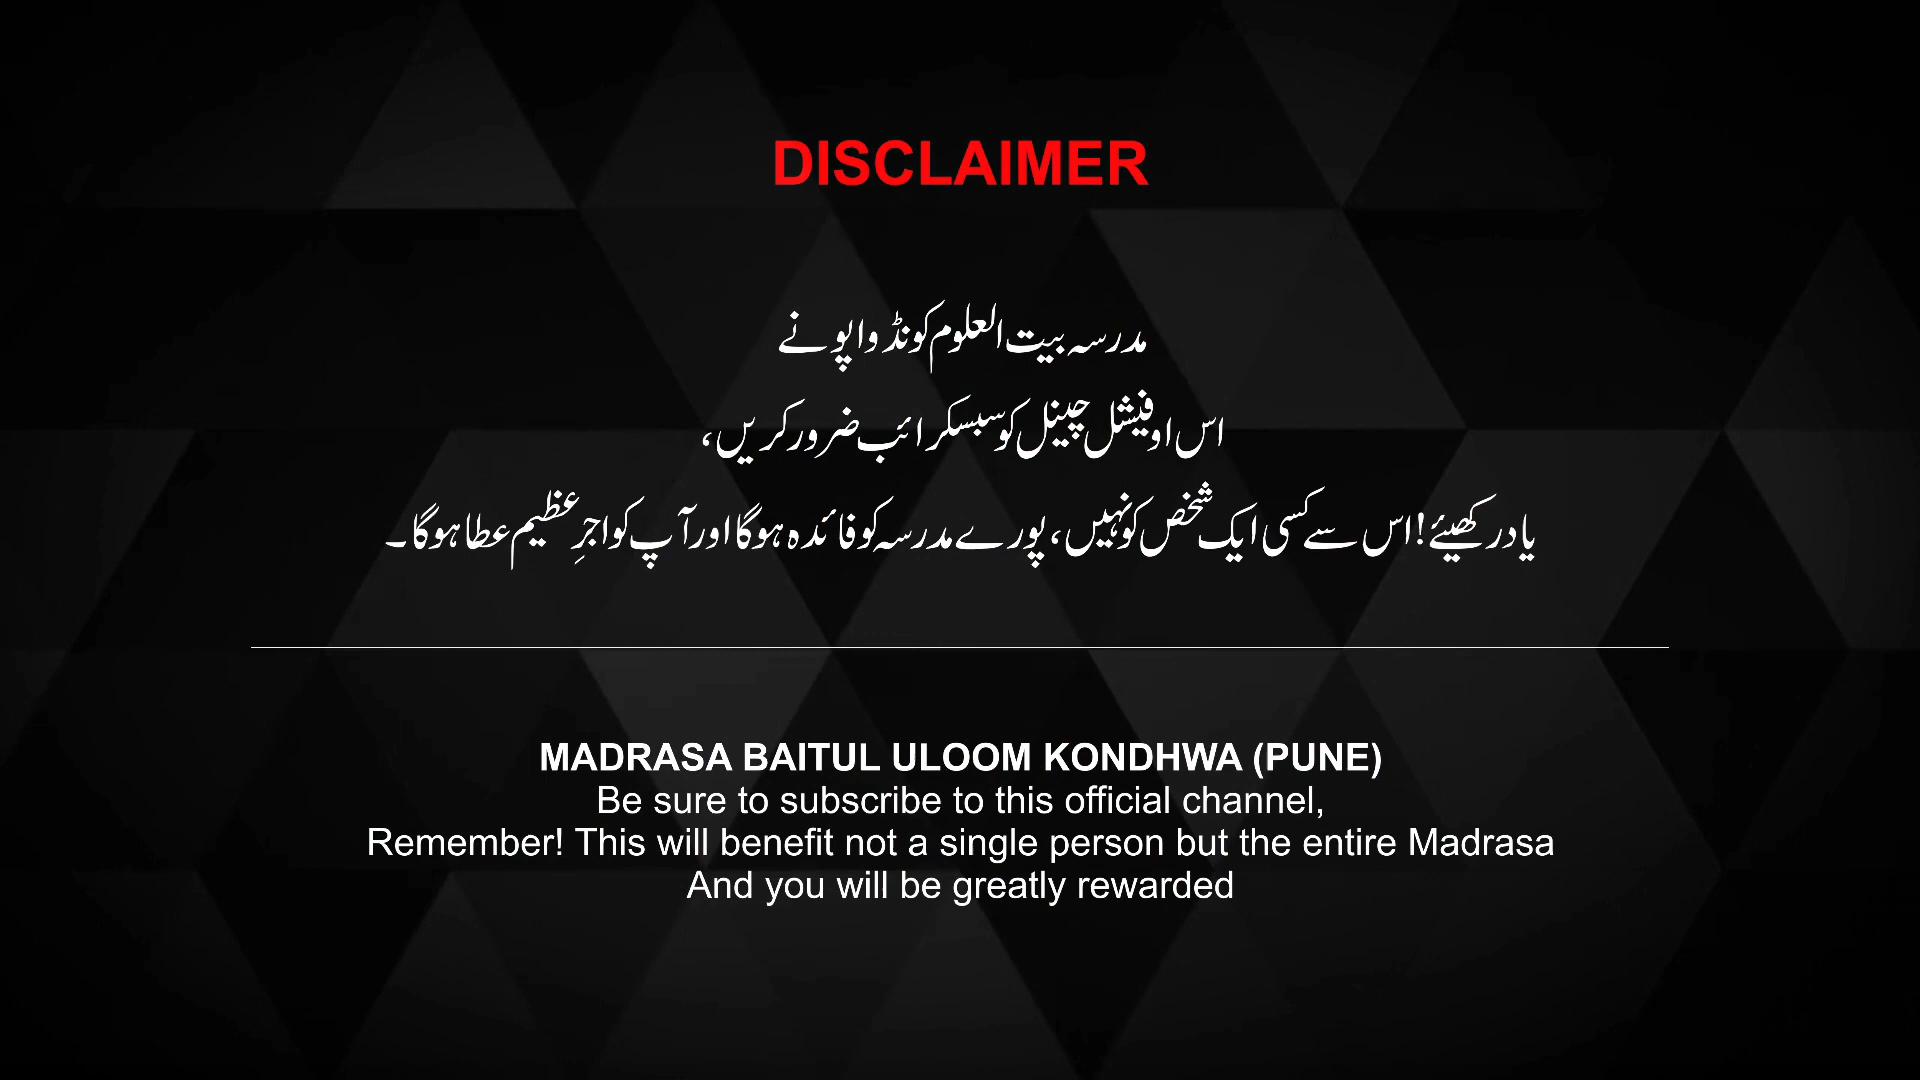 DISCLAIMER
مدرسہ بیت العلوم کونڈوا پونے
اس اوفیشل چینل کو سبسکرائب ضرور کریں،
یاد رکھیئے! اس سے کسی ایک شخص کو نہیں، پورے مدرسہ کو فائدہ ہوگا اور آپ کو اجرِ عظیم عطا ہوگا۔
MADRASA BAITUL ULOOM KONDHWA (PUNE)
Be sure to subscribe to this official channel,
Remember! This will benefit not a single person but the entire Madrasa
And you will be greatly rewarded